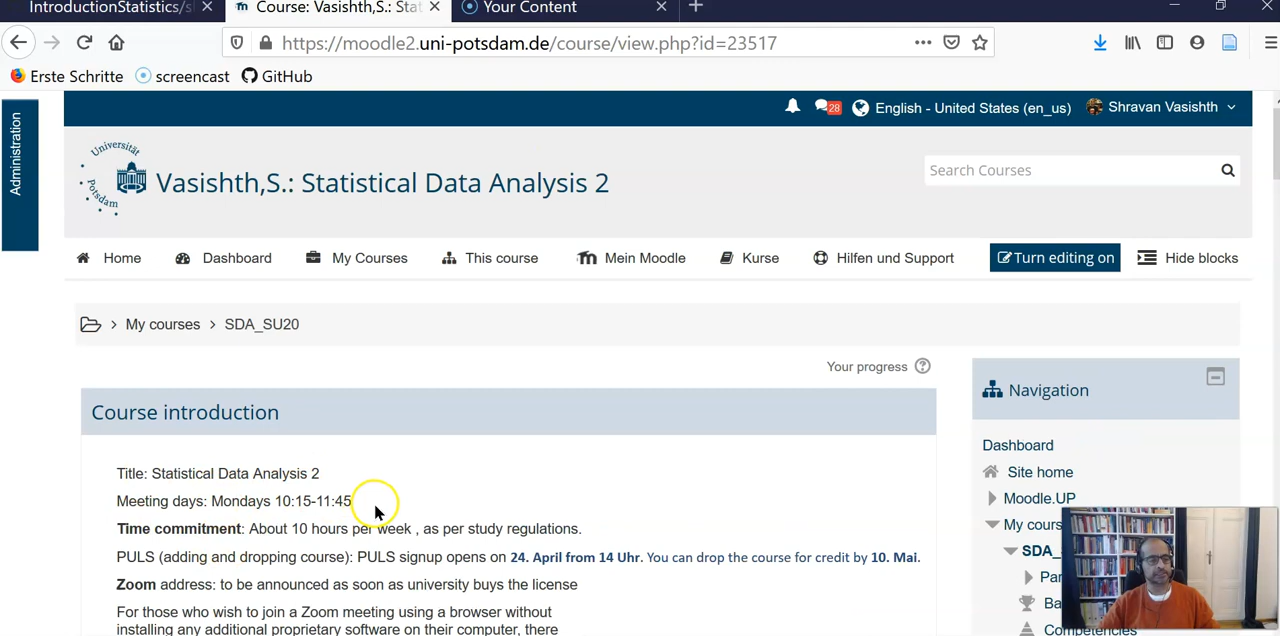 IntroductionStatistics/sl
Course: Vasishth,S.: Stat
Your Content
https://moodle2.uni-potsdam.de/course/view.php?id=23517
Erste Schritte
screencast
GitHub
Administration
28
English - United States (en_us)
Shravan Vasishth
Universität
Potsdam
Vasishth,S.: Statistical Data Analysis 2
Search Courses
Home
Dashboard
My Courses
This course
Mein Moodle
Kurse
Hilfen und Support
Turn editing on
Hide blocks
My courses
SDA_SU20
Your progress
Course introduction
Title: Statistical Data Analysis 2
Meeting days: Mondays 10:15-11:45
Time commitment: About 10 hours per week , as per study regulations.
PULS (adding and dropping course): PULS signup opens on 24. April from 14 Uhr. You can drop the course for credit by 10. Mai.
Zoom address: to be announced as soon as university buys the license
For those who wish to join a Zoom meeting using a browser without
installing any additional proprietary software on their computer, there
Navigation
Dashboard
Site home
Moodle.UP
My cours
SDA_
Par
Ba
Competencies